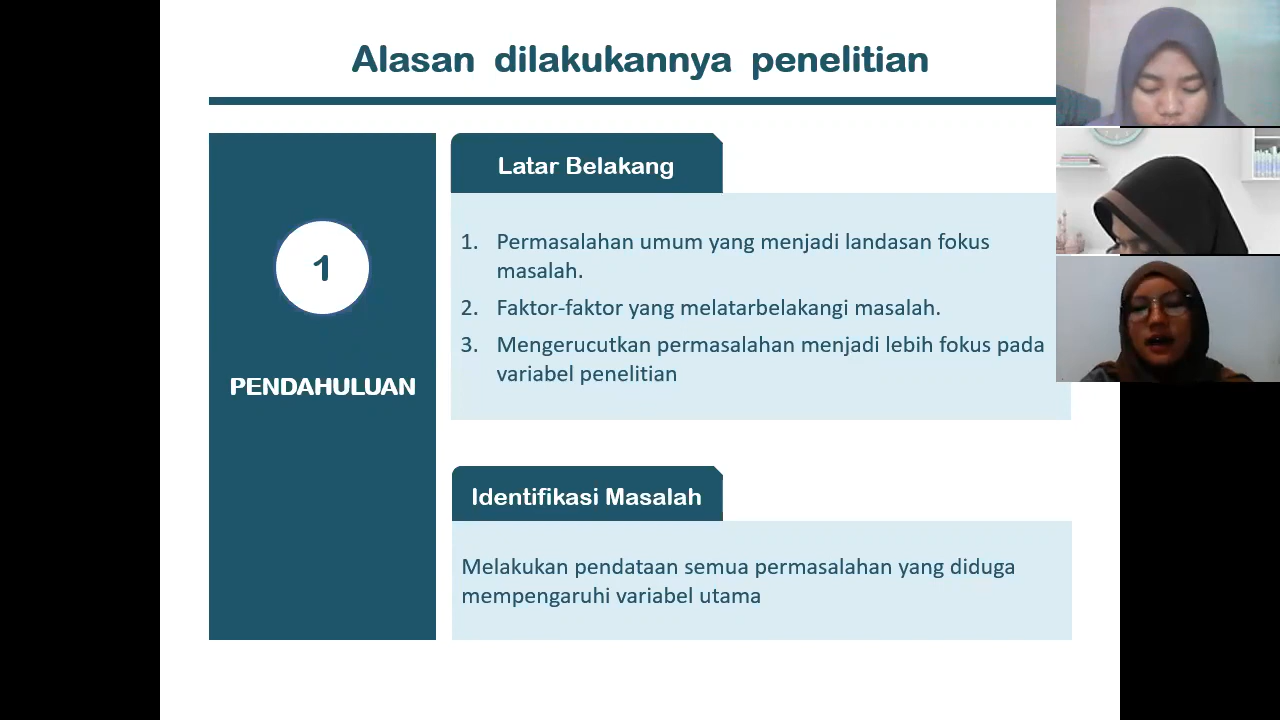 Alasan dilakukannya penelitian
1
PENDAHULUAN
Latar Belakang
1. Permasalahan umum yang menjadi landasan fokus
masalah.
2. Faktor-faktor yang melatarbelakangi masalah.
3. Mengerucutkan permasalahan menjadi lebih fokus pada
variabel penelitian
Identifikasi Masalah
Melakukan pendataan semua permasalahan yang diduga
mempengaruhi variabel utama